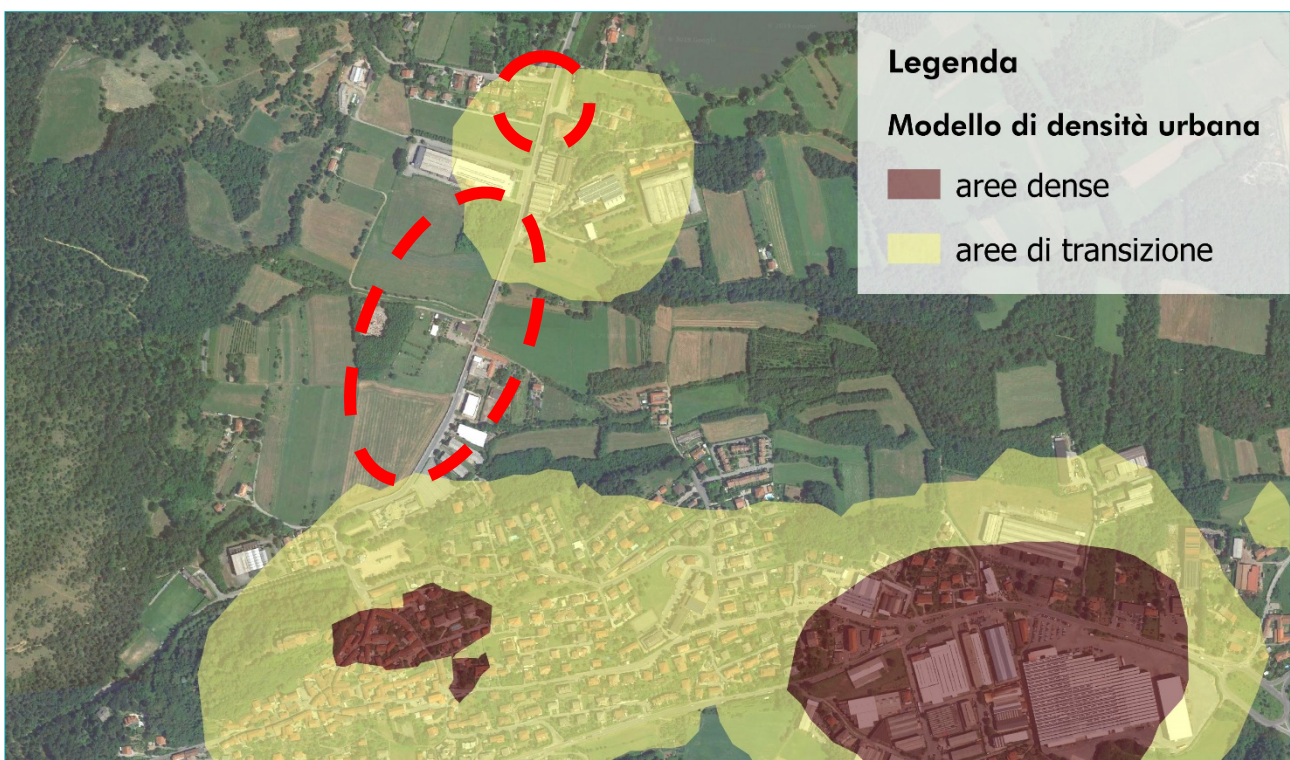 Legenda
Modello di densità urbana
aree dense
aree di transizione